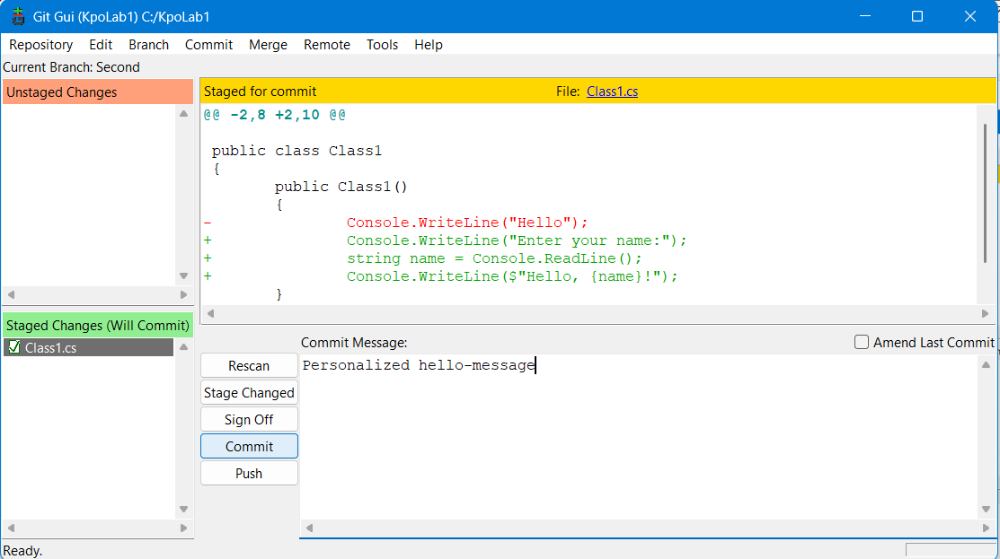 Git Gui (KpoLab1) C:/KpoLab1
Repository Edit Branch Commit Merge Remote Tools Help
Current Branch: Second
Unstaged Changes
Staged for commit File: Class1.cs
@@ -2,8 +2,10 @@
public class Class1
{
public Class1()
{
- Console.WriteLine("Hello");
+ Console.WriteLine("Enter your name:");
+ string name = Console.ReadLine();
+ Console.WriteLine($"Hello, {name}!");
}
Staged Changes (Will Commit)
Class1.cs
Commit Message:
Amend Last Commit
Personalized hello-message
Rescan
Stage Changed
Sign Off
Commit
Push
Ready.